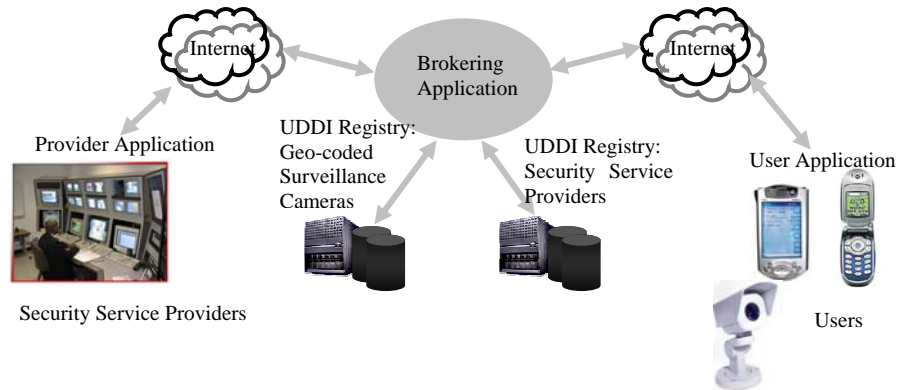 Internet
Internet
Brokering
Application
UDDI Registry:
Geo-coded
Surveillance
Cameras
UDDI Registry:
Security Service
Providers
Provider Application
User Application
Security Service Providers
Users